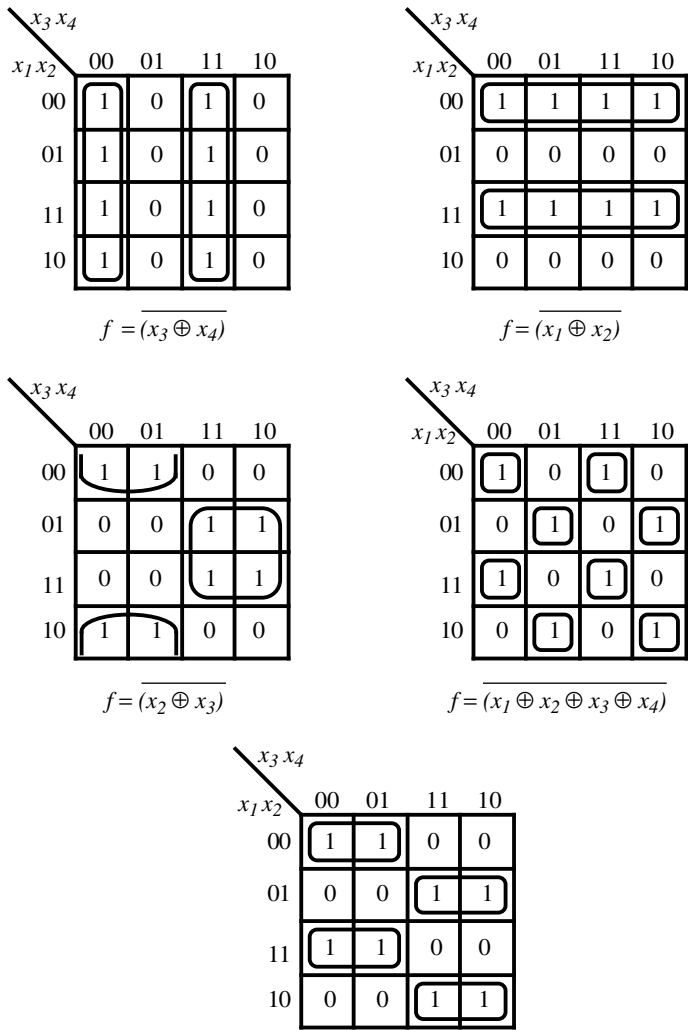 x3 x4 x3 x4
x1 x2 00 01 11 10 x1 x2 00 01 11 10
00 1 0 1 0 00 1 1 1 1
01 1 0 1 0 01 0 0 0 0
11 1 0 1 0 11 1 1 1 1
10 1 0 1 0 10 0 0 0 0
f = \overline{(x3 ⊕ x4)} f = \overline{(x1 ⊕ x2)}
x3 x4 x3 x4
00 01 11 10 x1 x2 00 01 11 10
00 1 1 0 0 00 1 0 1 0
01 0 0 1 1 01 0 1 0 1
11 0 0 1 1 11 1 0 1 0
10 1 1 0 0 10 0 1 0 1
f = \overline{(x2 ⊕ x3)} f = \overline{(x1 ⊕ x2 ⊕ x3 ⊕ x4)}
x3 x4
x1 x2 00 01 11 10
00 1 1 0 0
01 0 0 1 1
11 1 1 0 0
10 0 0 1 1